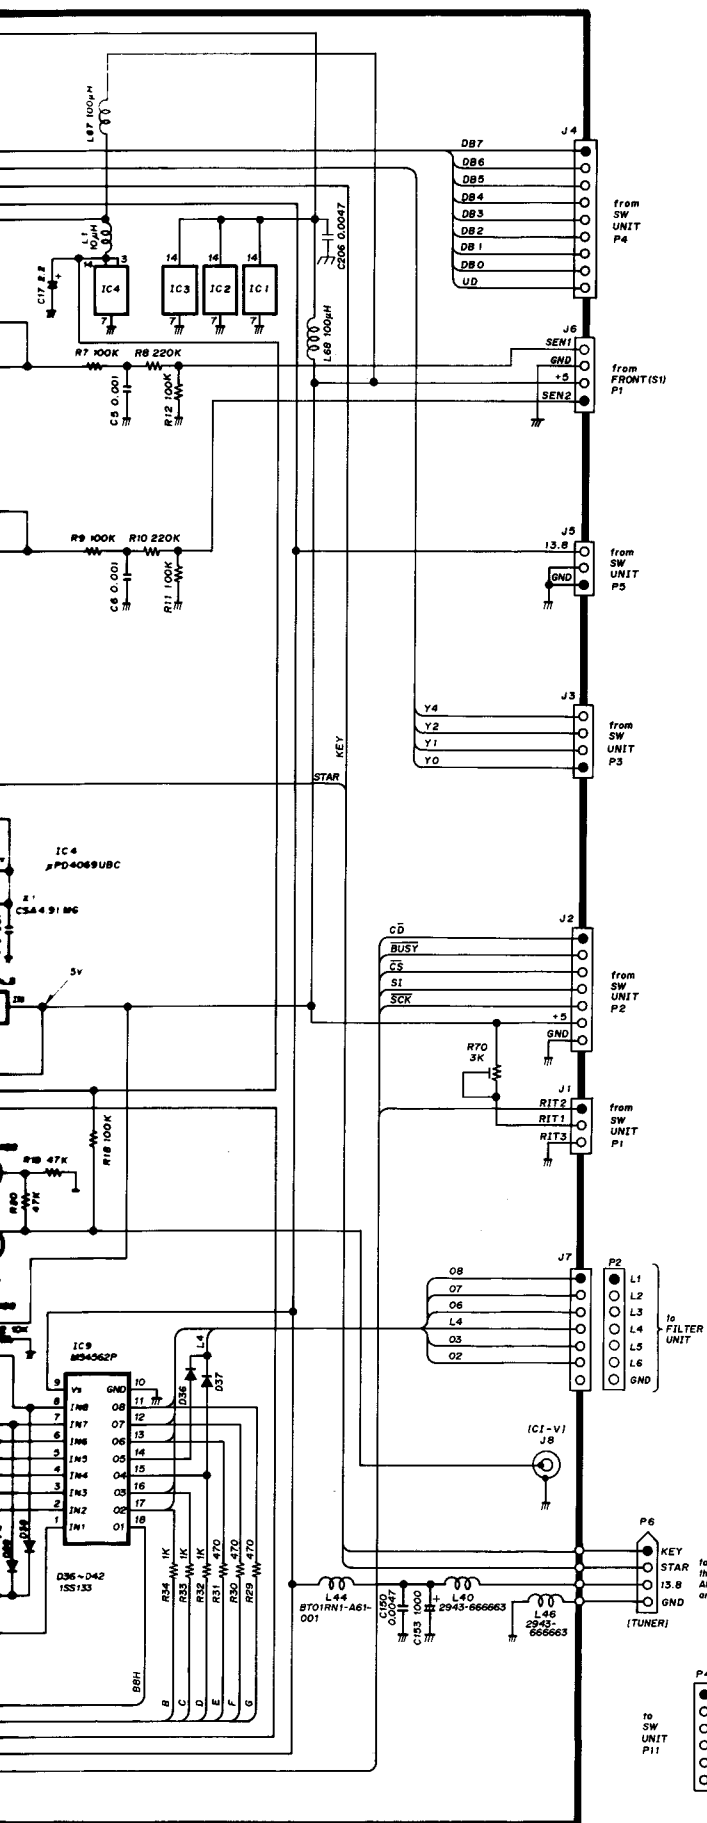 L67 100μH
J4
DB7
DB6
DB5
DB4
DB3
DB2
DB1
DB0
UD
from
SW
UNIT
P4
L1
10μH
C17 2.2
+
14
3
IC4
7
14
IC3
7
14
IC2
7
14
IC1
7
C206 0.0047
L68 100μH
J6
SEN1
GND
+5
SEN2
from
FRONT(S1)
P1
R7 100K
R8 220K
C5 0.001
R12 100K
R9 100K
R10 220K
C6 0.001
R11 100K
J5
13.8
GND
from
SW
UNIT
P5
J3
Y4
Y2
Y1
Y0
from
SW
UNIT
P3
KEY
STAR
IC4
μPD4069UBC
X1
CSA4.91MG
5V
J2
CD̅
B̅U̅S̅Y̅
C̅S̅
SI
S̅C̅K̅
+5
GND
from
SW
UNIT
P2
R70
3K
J1
RIT2
RIT1
RIT3
from
SW
UNIT
P1
R18 100K
R19 47K
R20
47K
10K
J7
P2
O8
O7
O6
L4
O3
O2
L1
L2
L3
L4
L5
L6
GND
to
FILTER
UNIT
IC9
M54562P
9
Vs
GND
10
8
IN8
O8
11
7
IN7
O7
12
6
IN6
O6
13
5
IN5
O5
14
4
IN4
O4
15
3
IN3
O3
16
2
IN2
O2
17
1
IN1
O1
18
L4
D36
D37
D38
D36~D42
1SS133
R34 1K
R33 1K
R32 1K
R31 470
R30 470
R29 470
(CI-V)
J8
L44
BT01RN1-A61-
001
C150
0.0047
C153 1000
+
L40
2943-666663
L46
2943-
666663
P6
KEY
STAR
13.8
GND
(TUNER)
B8H
B
C
D
E
F
G
to
SW
UNIT
P11